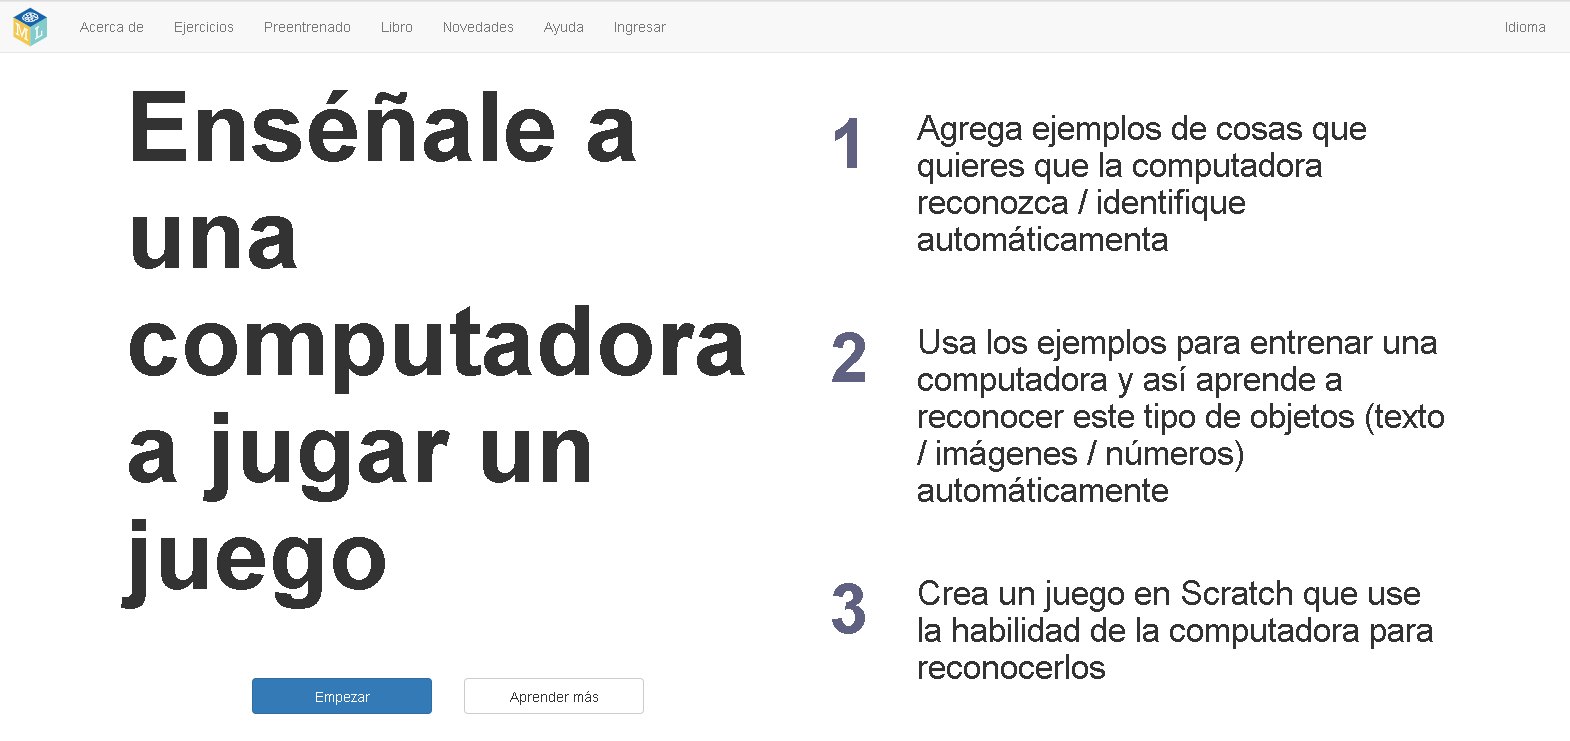 M L
Acerca de
Ejercicios
Preentrenado
Libro
Novedades
Ayuda
Ingresar
Idioma
Enséñale a
una
computadora
a jugar un
juego
Empezar
Aprender más
1
Agrega ejemplos de cosas que
quieres que la computadora
reconozca / identifique
automáticamenta
2
Usa los ejemplos para entrenar una
computadora y así aprende a
reconocer este tipo de objetos (texto
/ imágenes / números)
automáticamente
3
Crea un juego en Scratch que use
la habilidad de la computadora para
reconocerlos